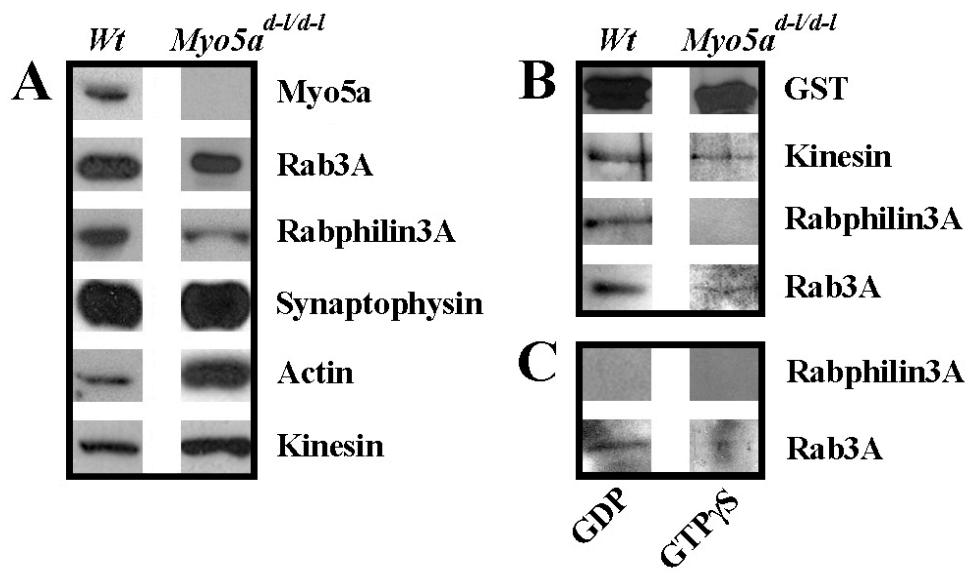 Wt Myo5a d-l/d-l
A
Myo5a
Rab3A
Rabphilin3A
Synaptophysin
Actin
Kinesin
Wt Myo5a d-l/d-l
B
GST
Kinesin
Rabphilin3A
Rab3A
C
Rabphilin3A
Rab3A
GDP GTPγS